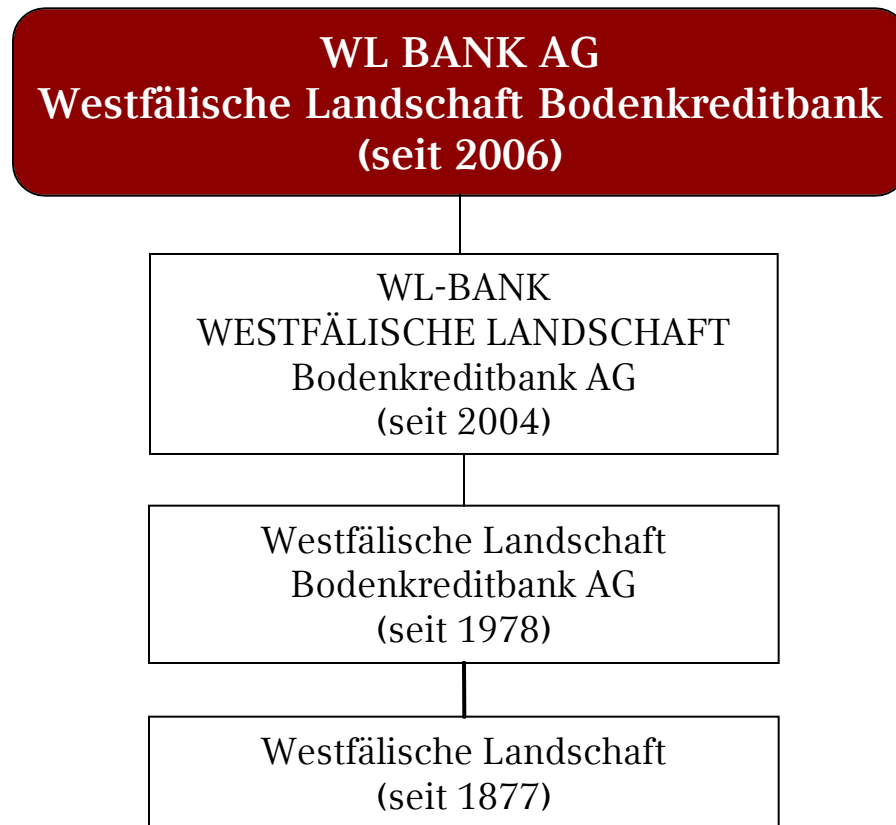 WL BANK AG
Westfälische Landschaft Bodenkreditbank
(seit 2006)
WL-BANK
WESTFÄLISCHE LANDSCHAFT
Bodenkreditbank AG
(seit 2004)
Westfälische Landschaft
Bodenkreditbank AG
(seit 1978)
Westfälische Landschaft
(seit 1877)